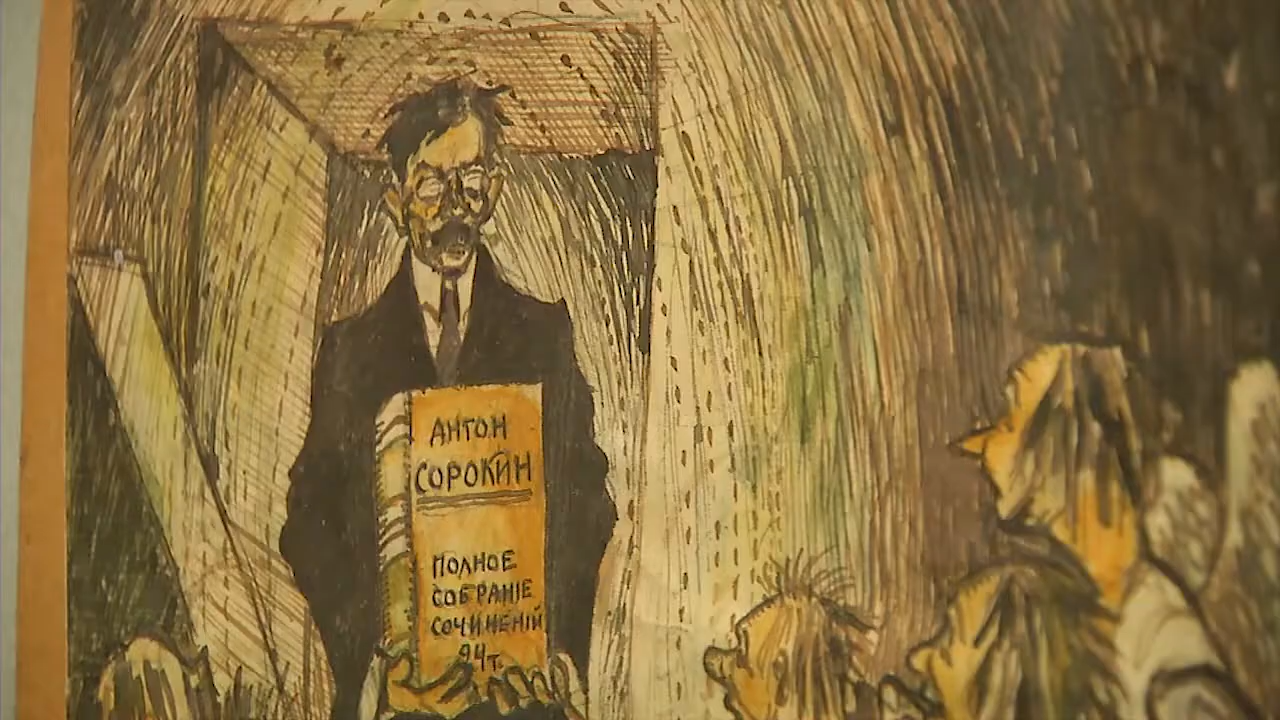 АНТОН
СОРОКИН
ПОЛНОЕ
СОБРАНІЕ
СОЧИНЕНІЙ
94т.